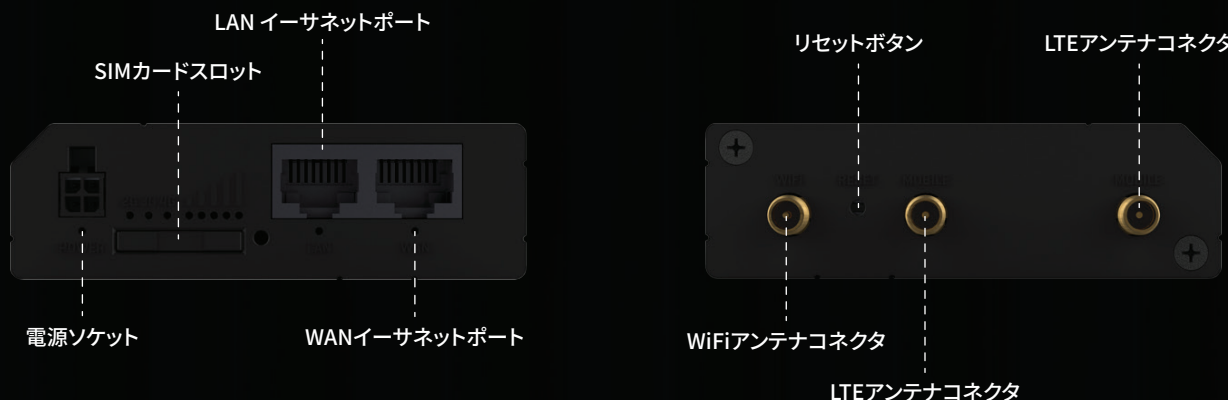 LAN イーサネットポート
SIMカードスロット
電源ソケット
WANイーサネットポート
リセットボタン
LTEアンテナコネクタ
WiFiアンテナコネクタ
LTEアンテナコネクタ